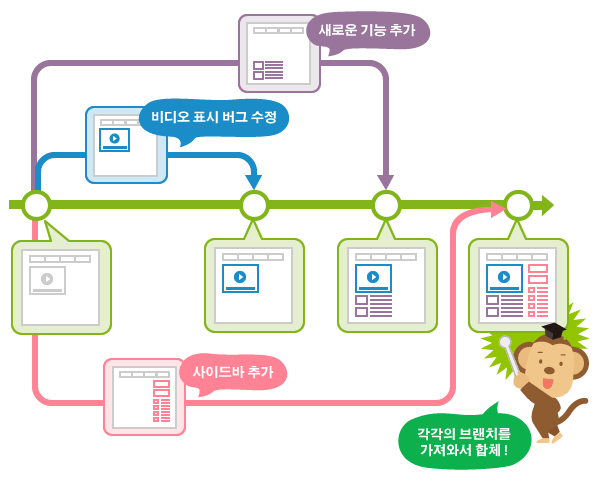 새로운 기능 추가
비디오 표시 버그 수정
사이드바 추가
각각의 브랜치를
가져와서 합체!